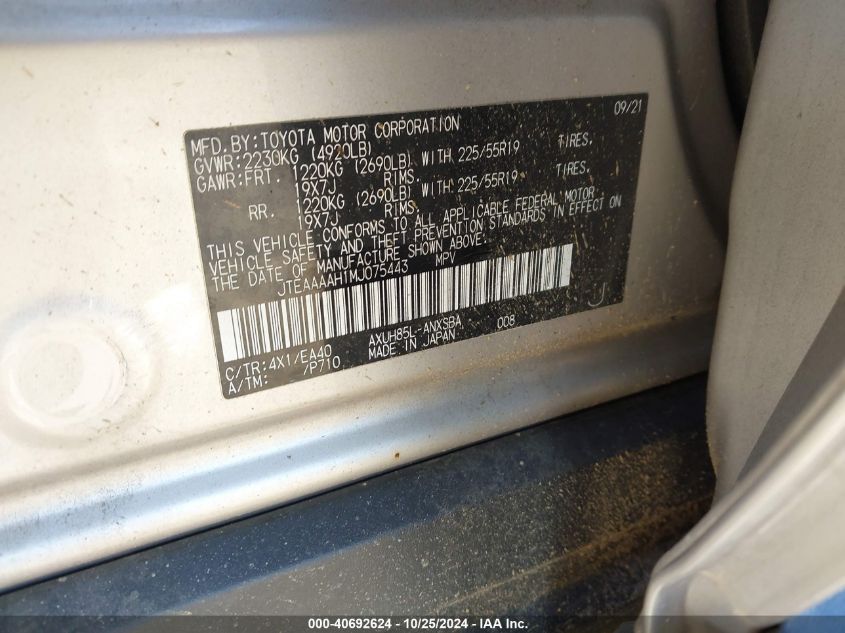 09/21
MFD.BY:TOYOTA MOTOR CORPORATION
GVWR:2230KG (4920LB)
GAWR:FRT. 1220KG (2690LB) WITH 225/55R19 TIRES.
19X7J RIMS.
RR. 1220KG (2690LB) WITH 225/55R19 TIRES.
19X7J RIMS.
THIS VEHICLE CONFORMS TO ALL APPLICABLE FEDERAL MOTOR
VEHICLE SAFETY AND THEFT PREVENTION STANDARDS IN EFFECT ON
THE DATE OF MANUFACTURE SHOWN ABOVE.
JTEAAAAH1MJ075443 MPV
J
C/TR:4X1/EA40 AXUH85L-ANXSBA 008
A/TM: /P710 MADE IN JAPAN
000-40692624 / 10/25/2024 - IAA, Inc.